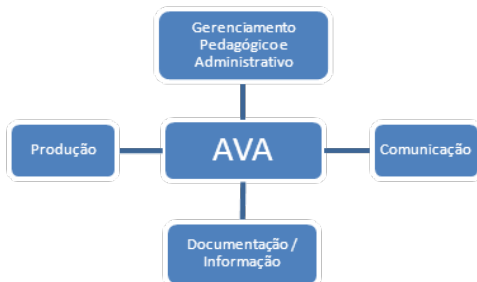 Gerenciamento
Pedagógico e
Administrativo
Produção
AVA
Comunicação
Documentação /
Informação